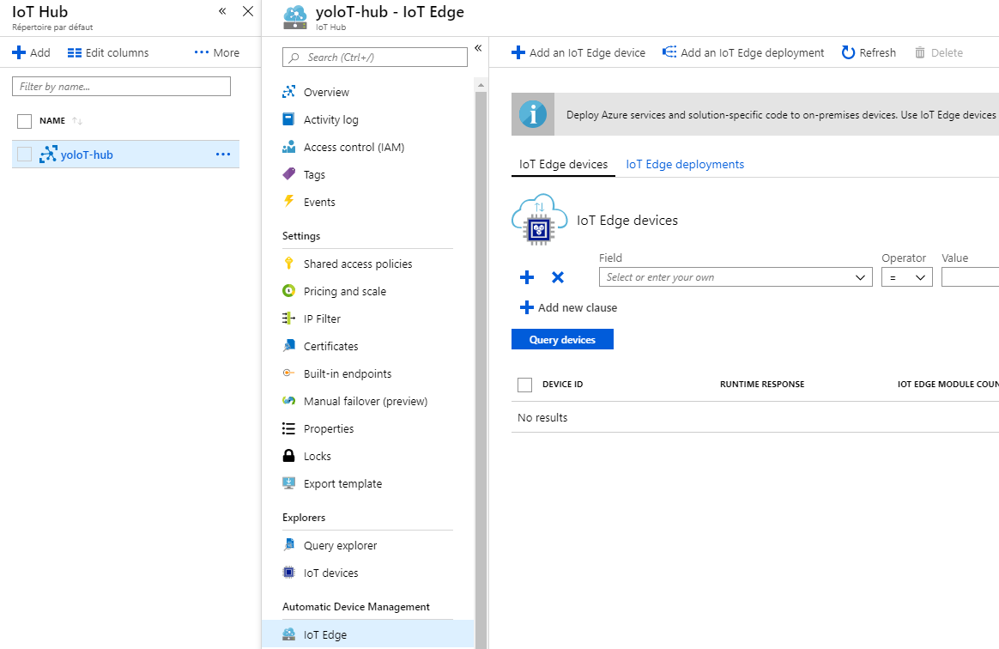 IoT Hub
Répertoire par défaut
Add
Edit columns
More
Filter by name...
NAME
yoIoT-hub
yoIoT-hub - IoT Edge
IoT Hub
Search (Ctrl+/)
Overview
Activity log
Access control (IAM)
Tags
Events
Settings
Shared access policies
Pricing and scale
IP Filter
Certificates
Built-in endpoints
Manual failover (preview)
Properties
Locks
Export template
Explorers
Query explorer
IoT devices
Automatic Device Management
IoT Edge
Add an IoT Edge device
Add an IoT Edge deployment
Refresh
Delete
Deploy Azure services and solution-specific code to on-premises devices. Use IoT Edge devices
IoT Edge devices
IoT Edge deployments
IoT Edge devices
Field
Operator
Value
Select or enter your own
=
Add new clause
Query devices
DEVICE ID
RUNTIME RESPONSE
IOT EDGE MODULE COUN
No results